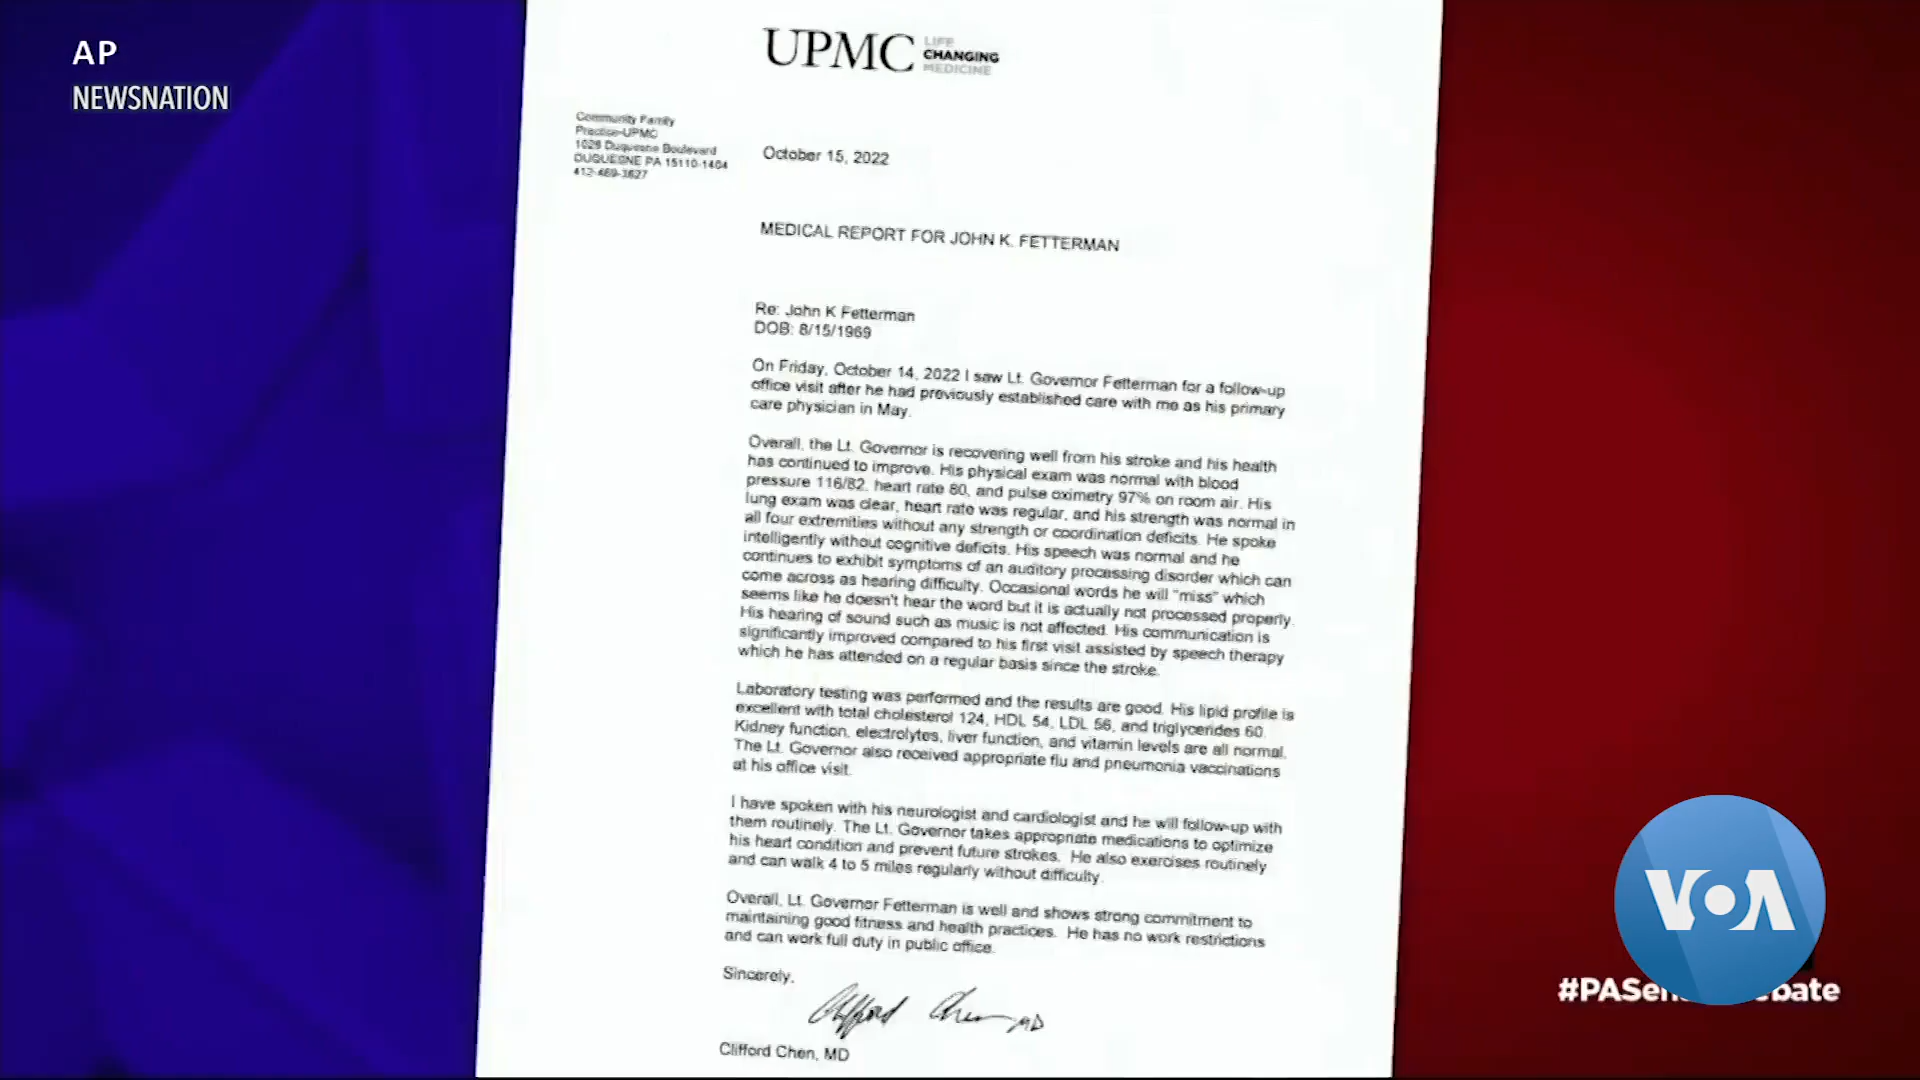 AP
NEWSNATION
UPMC LIFE
CHANGING
MEDICINE
Community Family
Practice-UPMC
1028 Duquesne Boulevard
DUQUESNE PA 15110-1404
412-469-3627
October 15, 2022
MEDICAL REPORT FOR JOHN K. FETTERMAN
Re: John K Fetterman
DOB: 8/15/1969
On Friday, October 14, 2022 I saw Lt. Governor Fetterman for a follow-up
office visit after he had previously established care with me as his primary
care physician in May.
Overall, the Lt. Governor is recovering well from his stroke and his health
has continued to improve. His physical exam was normal with blood
pressure 116/82, heart rate 80, and pulse oximetry 97% on room air. His
lung exam was clear, heart rate was regular, and his strength was normal in
all four extremities without any strength or coordination deficits. He spoke
intelligently without cognitive deficits. His speech was normal and he
continues to exhibit symptoms of an auditory processing disorder which can
come across as hearing difficulty. Occasional words he will "miss" which
seems like he doesn't hear the word but it is actually not processed properly.
His hearing of sound such as music is not affected. His communication is
significantly improved compared to his first visit assisted by speech therapy
which he has attended on a regular basis since the stroke.
Laboratory testing was performed and the results are good. His lipid profile is
excellent with total cholesterol 124, HDL 54, LDL 56, and triglycerides 60.
Kidney function, electrolytes, liver function, and vitamin levels are all normal.
The Lt. Governor also received appropriate flu and pneumonia vaccinations
at his office visit.
I have spoken with his neurologist and cardiologist and he will follow-up with
them routinely. The Lt. Governor takes appropriate medications to optimize
his heart condition and prevent future strokes. He also exercises routinely
and can walk 4 to 5 miles regularly without difficulty.
Overall, Lt. Governor Fetterman is well and shows strong commitment to
maintaining good fitness and health practices. He has no work restrictions
and can work full duty in public office.
Sincerely,
Clifford Chen MD
Clifford Chen, MD
VOA